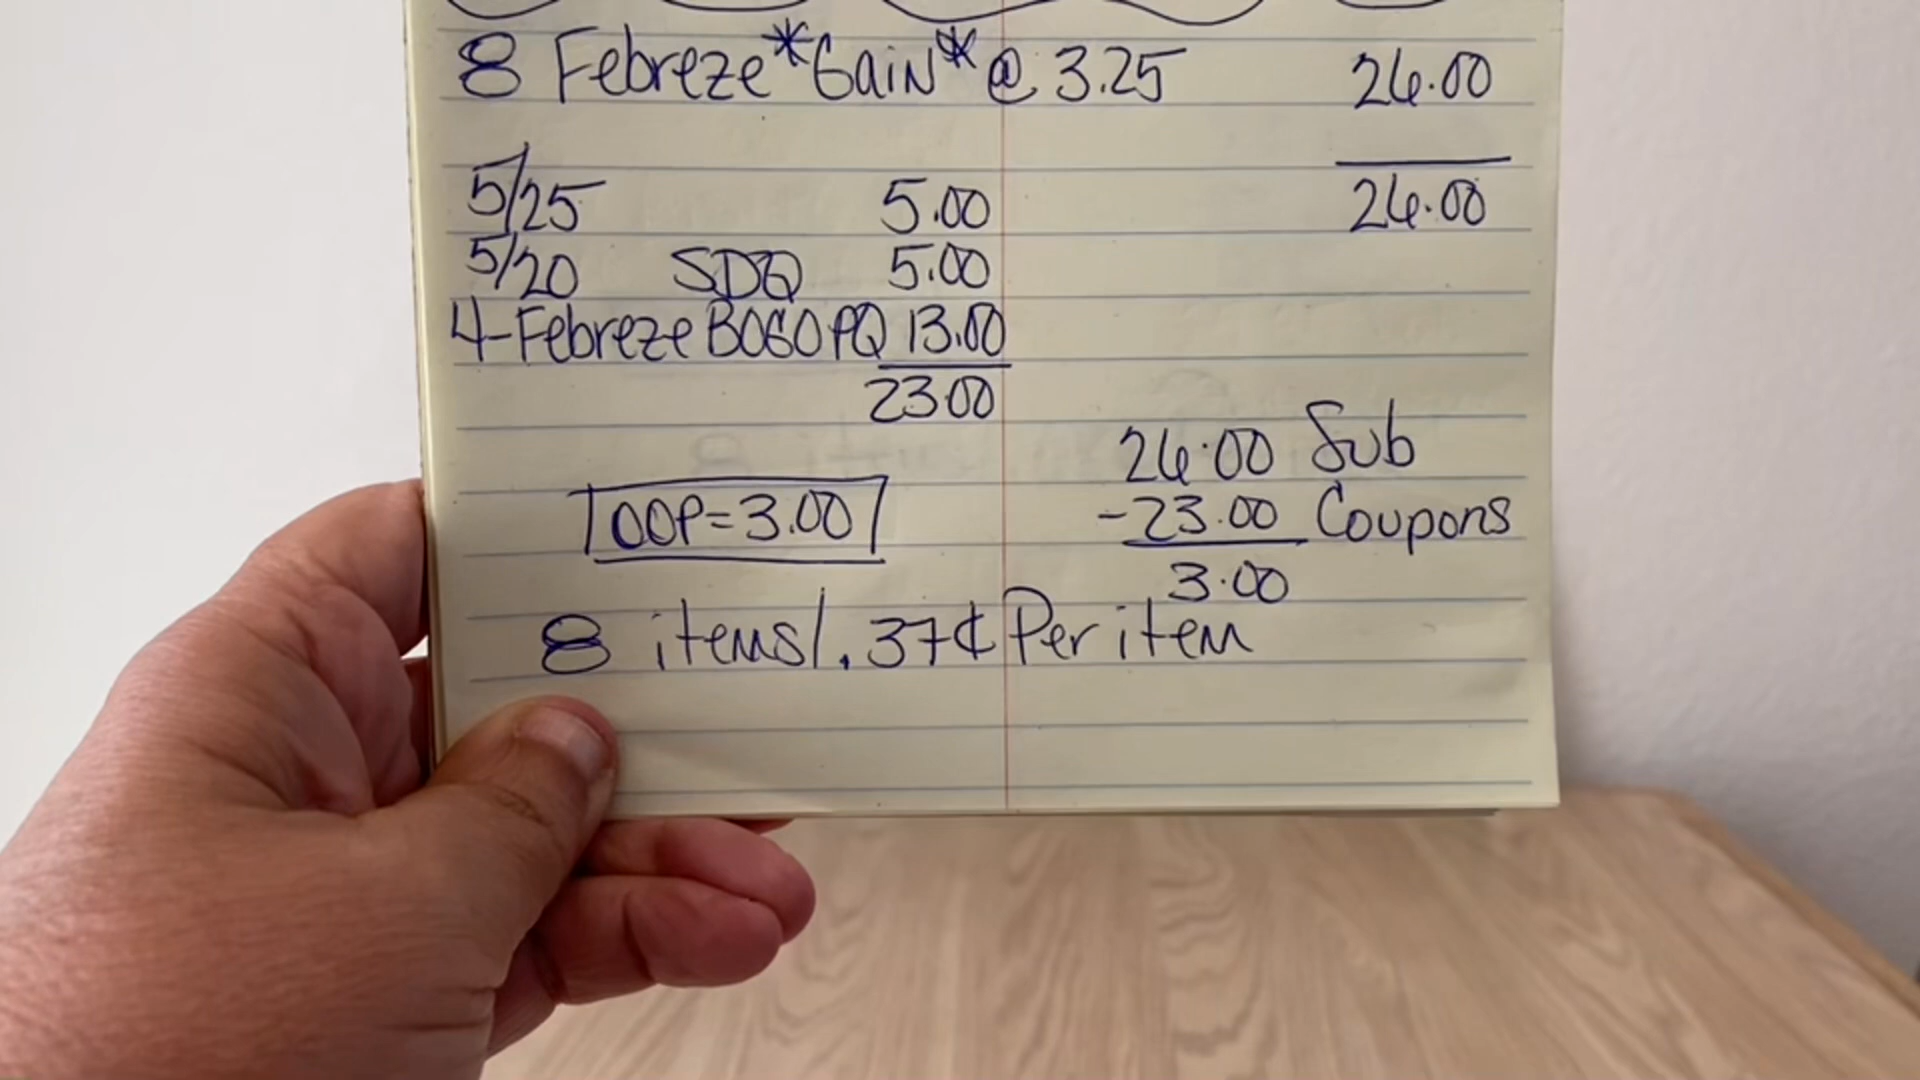 8 Febreze*Gain* @ 3.25 26.00
26.00
5/25 5.00
5/20 SDQ 5.00
4-Febreze BOGO PQ 13.00
23.00
26.00 Sub
-23.00 Coupons
3.00
OOP=3.00
8 items/.37¢ Per item